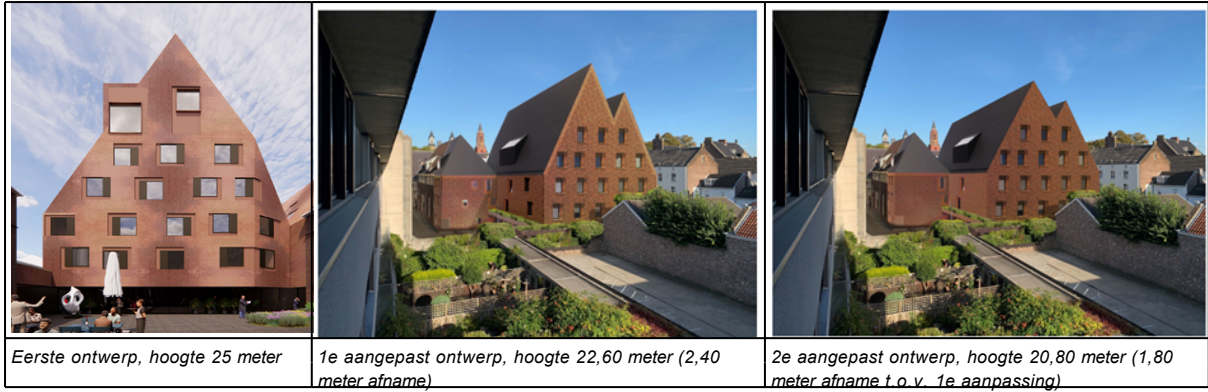 Eerste ontwerp, hoogte 25 meter
1e aangepast ontwerp, hoogte 22,60 meter (2,40
meter afname)
2e aangepast ontwerp, hoogte 20,80 meter (1,80
meter afname t.o.v. 1e aanpassing)